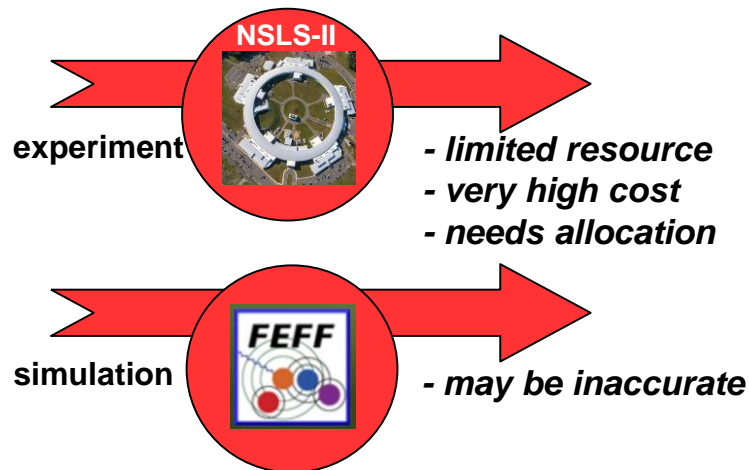 NSLS-II
experiment
- limited resource
- very high cost
- needs allocation
FEFF
simulation
- may be inaccurate